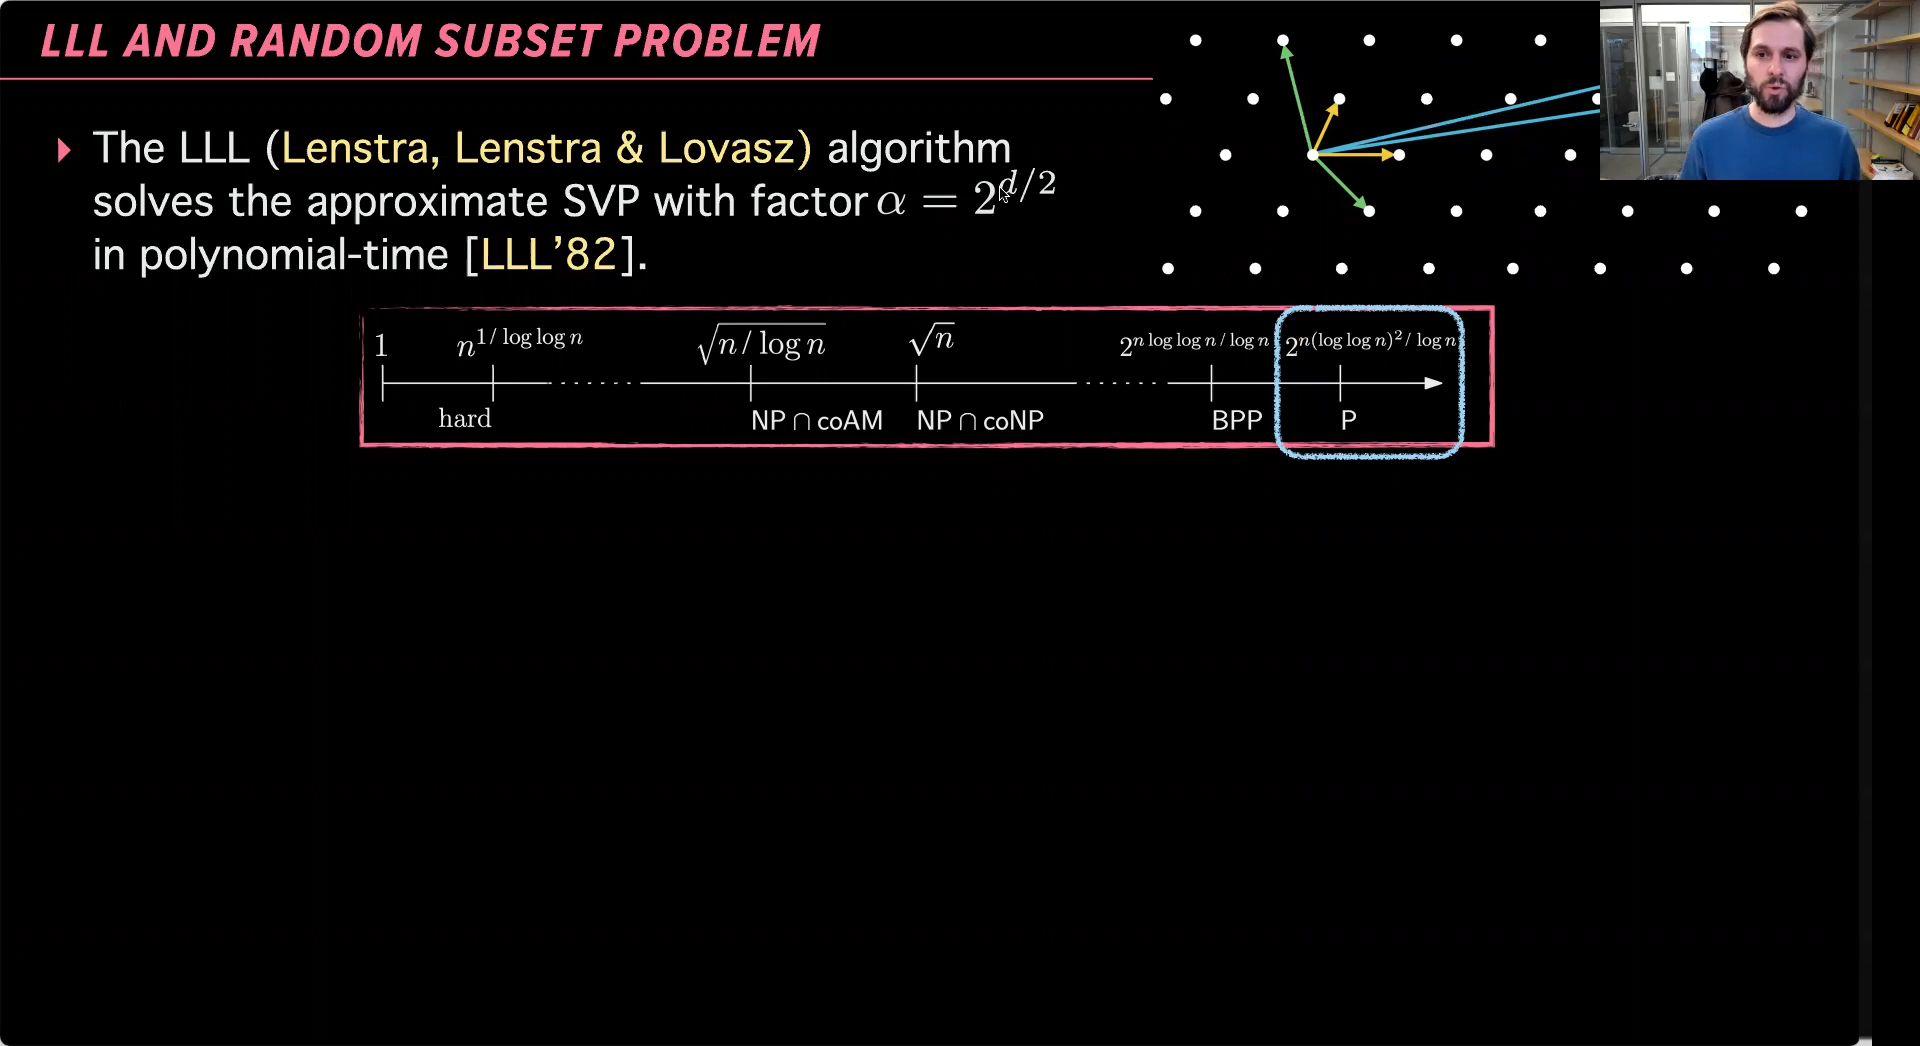 LLL AND RANDOM SUBSET PROBLEM
The LLL (Lenstra, Lenstra & Lovasz) algorithm
solves the approximate SVP with factor α = 2^{d/2}
in polynomial-time [LLL’82].
1 n^{1/ log log n} √(n / log n) √n 2^{n log log n / log n} 2^{n(log log n)^2 / log n}
hard NP ∩ coAM NP ∩ coNP BPP P